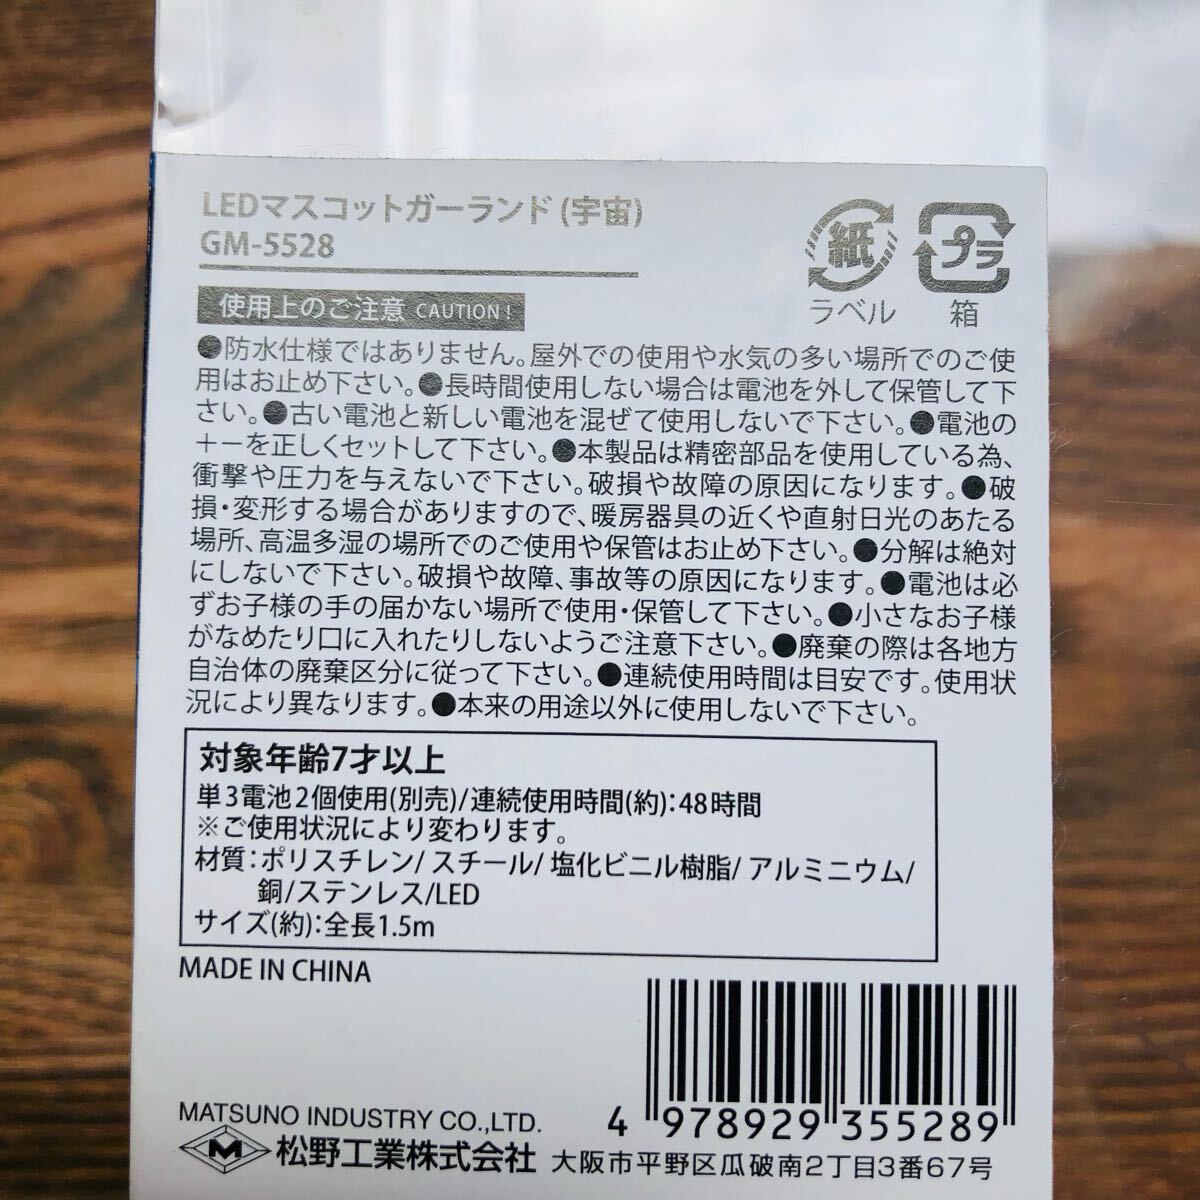 LEDマスコットガーランド(宇宙)
GM-5528
紙
ラベル
プラ
箱
使用上のご注意 CAUTION!
●防水仕様ではありません。屋外での使用や水気の多い場所でのご使
用はお止め下さい。●長時間使用しない場合は電池を外して保管して下
さい。●古い電池と新しい電池を混ぜて使用しないで下さい。●電池の
+ーを正しくセットして下さい。●本製品は精密部品を使用している為、
衝撃や圧力を与えないで下さい。破損や故障の原因になります。●破
損・変形する場合がありますので、暖房器具の近くや直射日光のあたる
場所、高温多湿の場所でのご使用や保管はお止め下さい。●分解は絶対
にしないで下さい。破損や故障、事故等の原因になります。●電池は必
ずお子様の手の届かない場所で使用・保管して下さい。●小さなお子様
がなめたり口に入れたりしないようご注意下さい。●廃棄の際は各地方
自治体の廃棄区分に従って下さい。●連続使用時間は目安です。使用状
況により異なります。●本来の用途以外に使用しないで下さい。
対象年齢7才以上
単3電池2個使用(別売)/連続使用時間(約):48時間
※ご使用状況により変わります。
材質:ポリスチレン/スチール/塩化ビニル樹脂/アルミニウム/
銅/ステンレス/LED
サイズ(約):全長1.5m
MADE IN CHINA
4 978929 355289
MATSUNO INDUSTRY CO.,LTD.
M 松野工業株式会社 大阪市平野区瓜破南2丁目3番67号